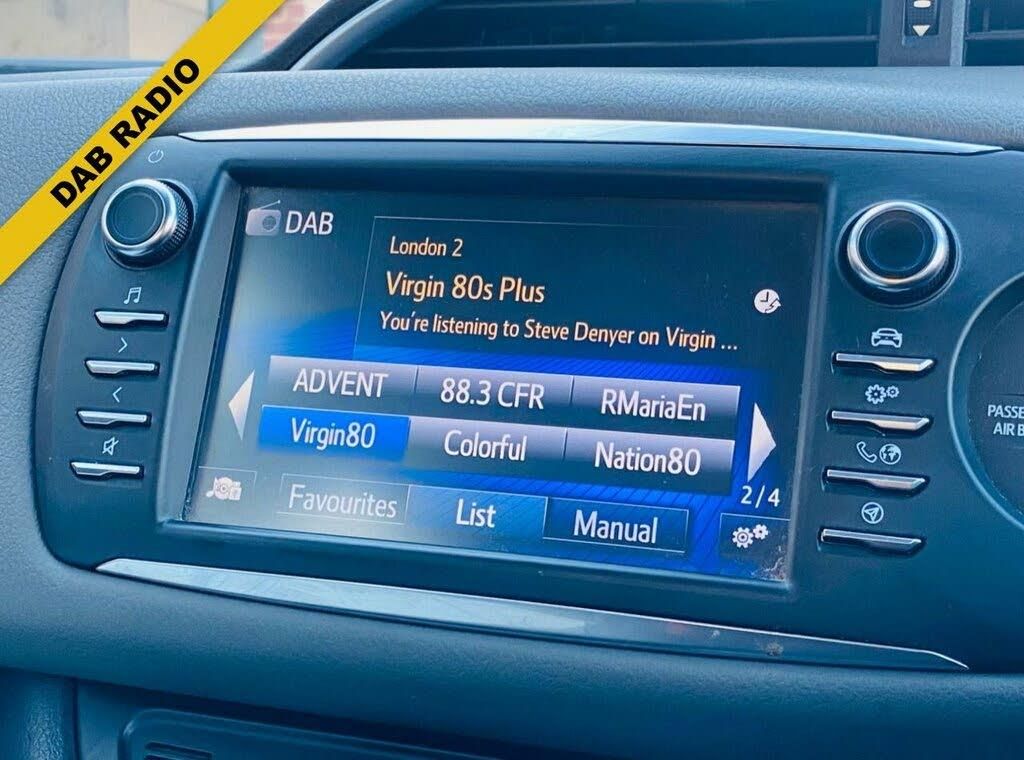 DAB RADIO
DAB
London 2
Virgin 80s Plus
You're listening to Steve Denyer on Virgin ...
ADVENT
88.3 CFR
RMariaEn
Virgin80
Colorful
Nation80
2/4
Favourites
List
Manual
PASSE
AIR B